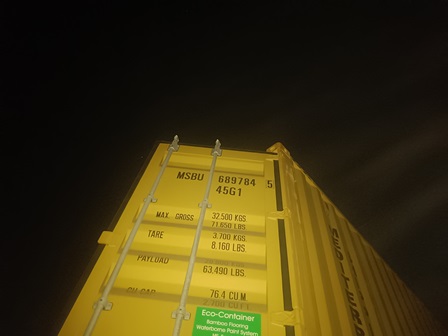 MSBU 689784 5
45G1
MAX. GROSS 32.500 KGS.
71.650 LBS.
TARE 3.700 KGS.
8.160 LBS.
PAYLOAD
63.490 LBS.
CU.CAP. 76.4 CU.M.
Eco-Container
Bamboo Flooring
Waterborne Paint System